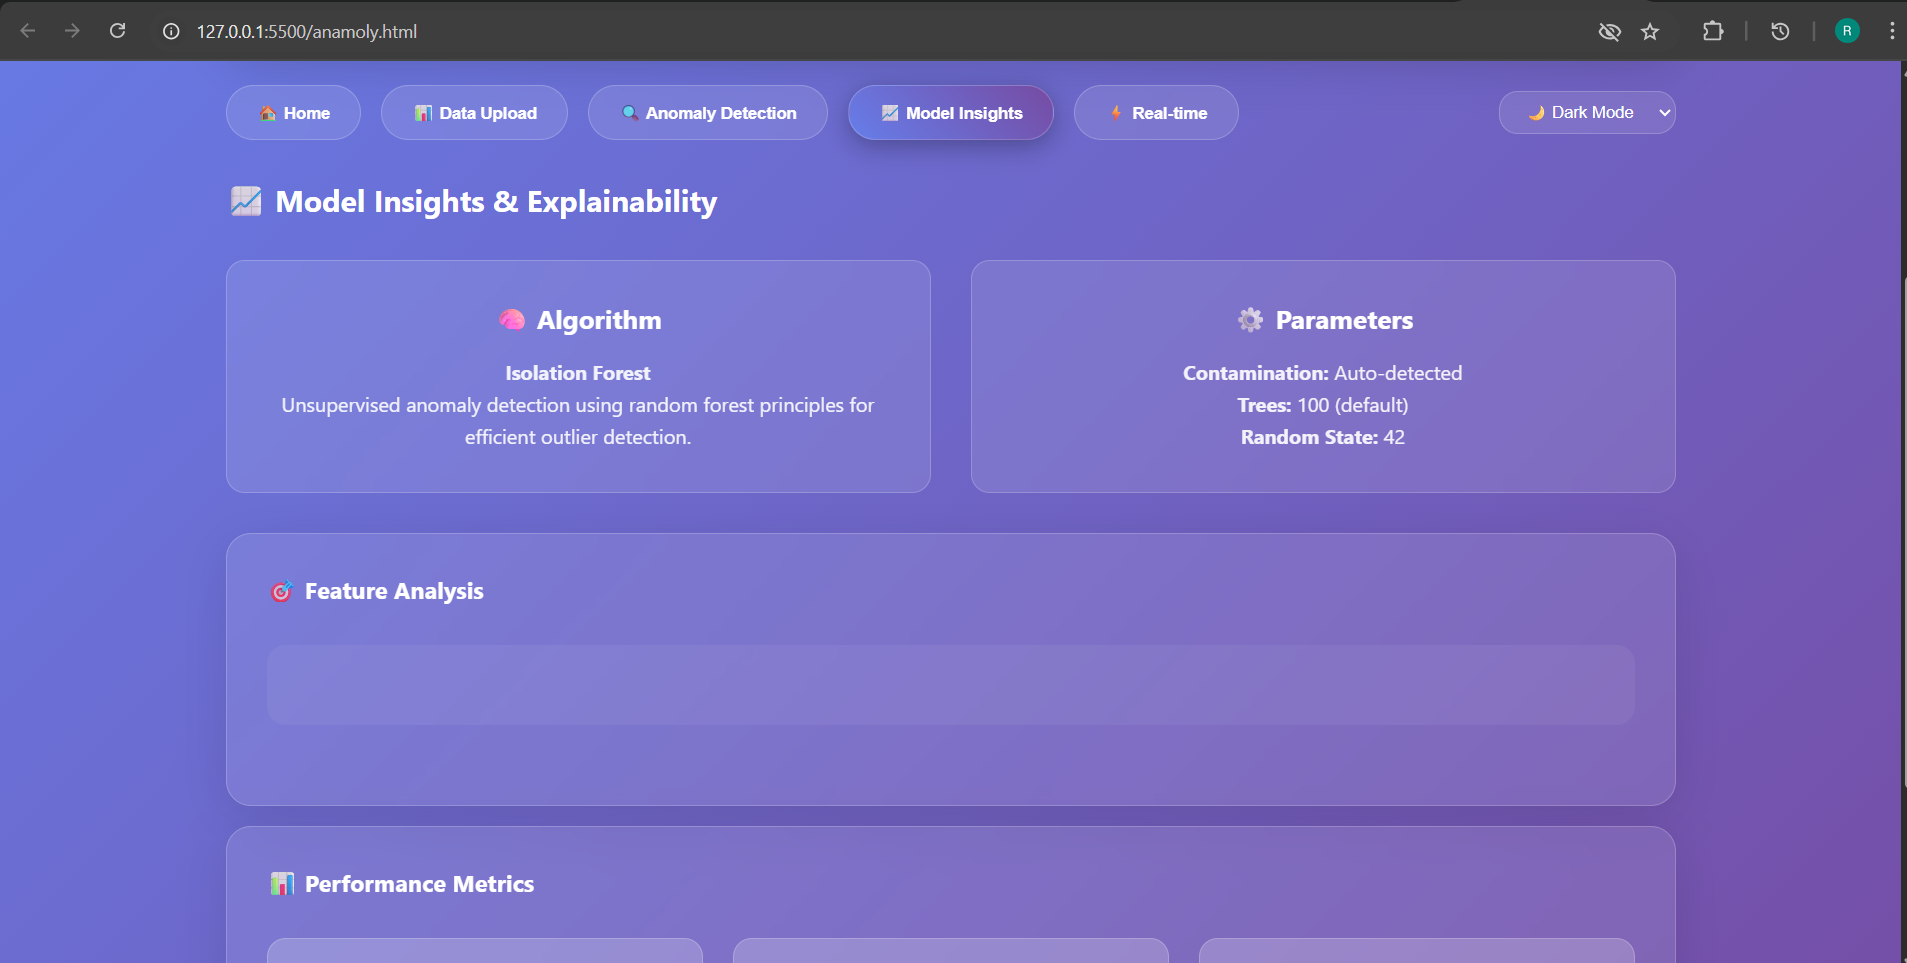 127.0.0.1:5500/anamoly.html
R
🏠 Home
📊 Data Upload
🔍 Anomaly Detection
📈 Model Insights
⚡ Real-time
🌙 Dark Mode
📈 Model Insights & Explainability
🧠 Algorithm
Isolation Forest
Unsupervised anomaly detection using random forest principles for
efficient outlier detection.
⚙️ Parameters
Contamination: Auto-detected
Trees: 100 (default)
Random State: 42
🎯 Feature Analysis
📊 Performance Metrics